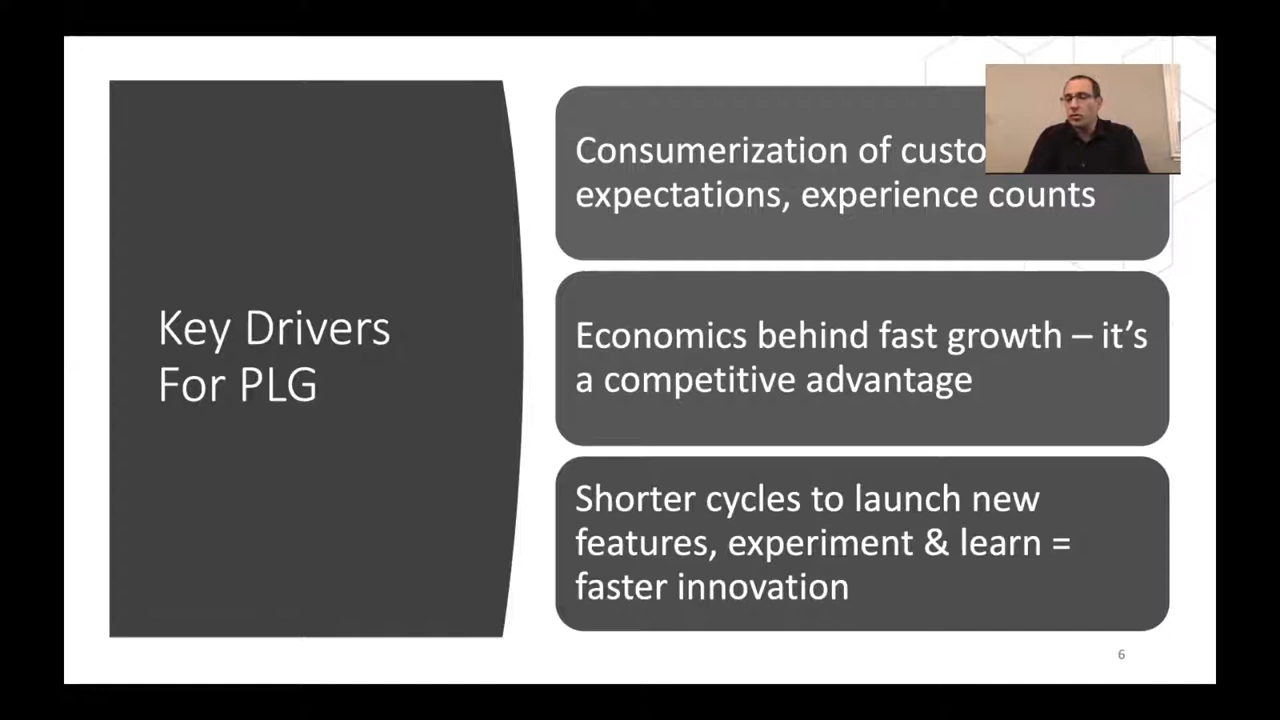 Key Drivers
For PLG
Consumerization of custo
expectations, experience counts
Economics behind fast growth – it’s
a competitive advantage
Shorter cycles to launch new
features, experiment & learn =
faster innovation
6